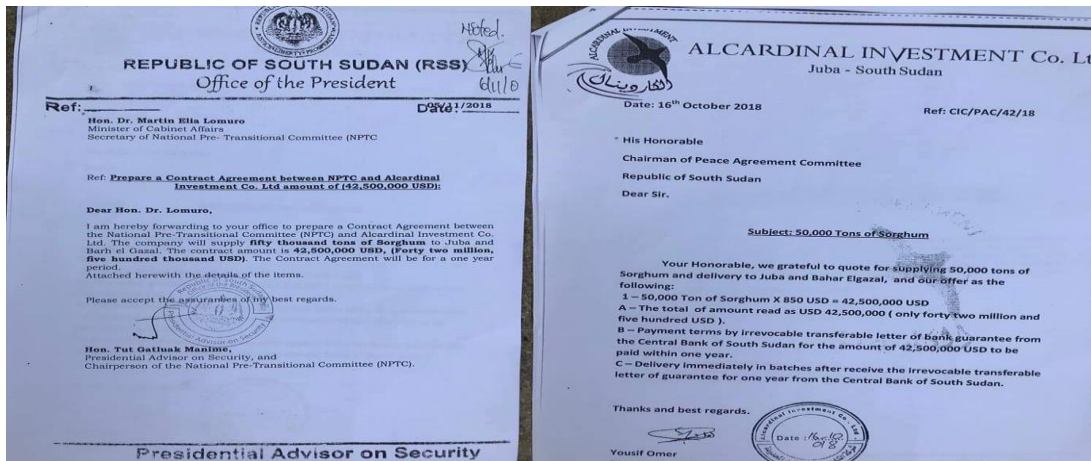 Noted.
6/11/0
REPUBLIC OF SOUTH SUDAN (RSS)
Office of the President
Ref:
Date: 05/11/2018
Hon. Dr. Martin Elia Lomuro
Minister of Cabinet Affairs
Secretary of National Pre- Transitional Committee (NPTC
Ref: Prepare a Contract Agreement between NPTC and Alcardinal
Investment Co. Ltd amount of (42,500,000 USD):
Dear Hon. Dr. Lomuro,
I am hereby forwarding to your office to prepare a Contract Agreement between
the National Pre-Transitional Committee (NPTC) and Alcardinal Investment Co.
Ltd. The company will supply fifty thousand tons of Sorghum to Juba and
Barh el Gazal. The contract amount is 42,500,000 USD, (Forty two million,
five hundred thousand USD). The Contract Agreement will be for a one year
period.
Attached herewith the details of the items.
Please accept the assurances of my best regards.
Hon. Tut Gatluak Manime,
Presidential Advisor on Security, and
Chairperson of the National Pre-Transitional Committee (NPTC).
Presidential Advisor on Security
ALCARDINAL INVESTMENT
الكاردينال
ALCARDINAL INVESTMENT Co. Lt
Juba - South Sudan
Date: 16th October 2018
Ref: CIC/PAC/42/18
His Honorable
Chairman of Peace Agreement Committee
Republic of South Sudan
Dear Sir.
Subject: 50,000 Tons of Sorghum
Your Honorable, we grateful to quote for supplying 50,000 tons of
Sorghum and delivery to Juba and Bahar Elgazal, and our offer as the
following:
1 – 50,000 Ton of Sorghum X 850 USD = 42,500,000 USD
A – The total of amount read as USD 42,500,000 ( only forty two million and
five hundred USD ).
B – Payment terms by irrevocable transferable letter of bank guarantee from
the Central Bank of South Sudan for the amount of 42,500,000 USD to be
paid within one year.
C – Delivery immediately in batches after receive the irrevocable transferable
letter of guarantee for one year from the Central Bank of South Sudan.
Thanks and best regards.
Alcardinal Investment Co. Ltd.
Date :
Yousif Omer